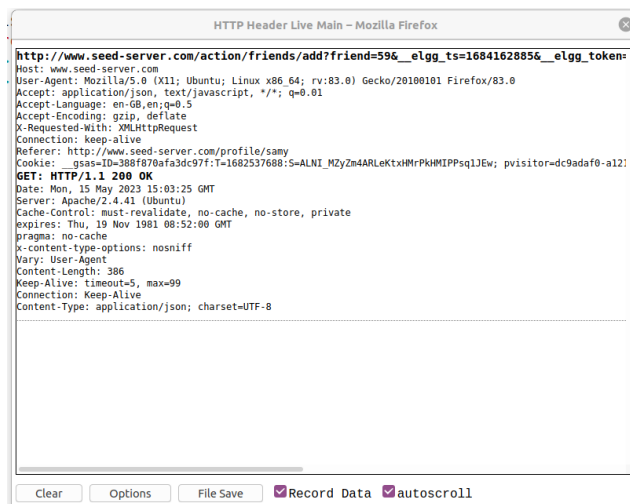 HTTP Header Live Main – Mozilla Firefox
http://www.seed-server.com/action/friends/add?friend=59&__elgg_ts=1684162885&__elgg_token=
Host: www.seed-server.com
User-Agent: Mozilla/5.0 (X11; Ubuntu; Linux x86_64; rv:83.0) Gecko/20100101 Firefox/83.0
Accept: application/json, text/javascript, */*; q=0.01
Accept-Language: en-GB,en;q=0.5
Accept-Encoding: gzip, deflate
X-Requested-With: XMLHttpRequest
Connection: keep-alive
Referer: http://www.seed-server.com/profile/samy
Cookie: __gsas=ID=388f870afa3dc97f:T=1682537688:S=ALNI_MZyZm4ARLeKtxHMrPkHMIPPsq1JEw; pvisitor=dc9adaf0-a121
GET: HTTP/1.1 200 OK
Date: Mon, 15 May 2023 15:03:25 GMT
Server: Apache/2.4.41 (Ubuntu)
Cache-Control: must-revalidate, no-cache, no-store, private
expires: Thu, 19 Nov 1981 08:52:00 GMT
pragma: no-cache
x-content-type-options: nosniff
Vary: User-Agent
Content-Length: 386
Keep-Alive: timeout=5, max=99
Connection: Keep-Alive
Content-Type: application/json; charset=UTF-8
Clear Options File Save Record Data autoscroll